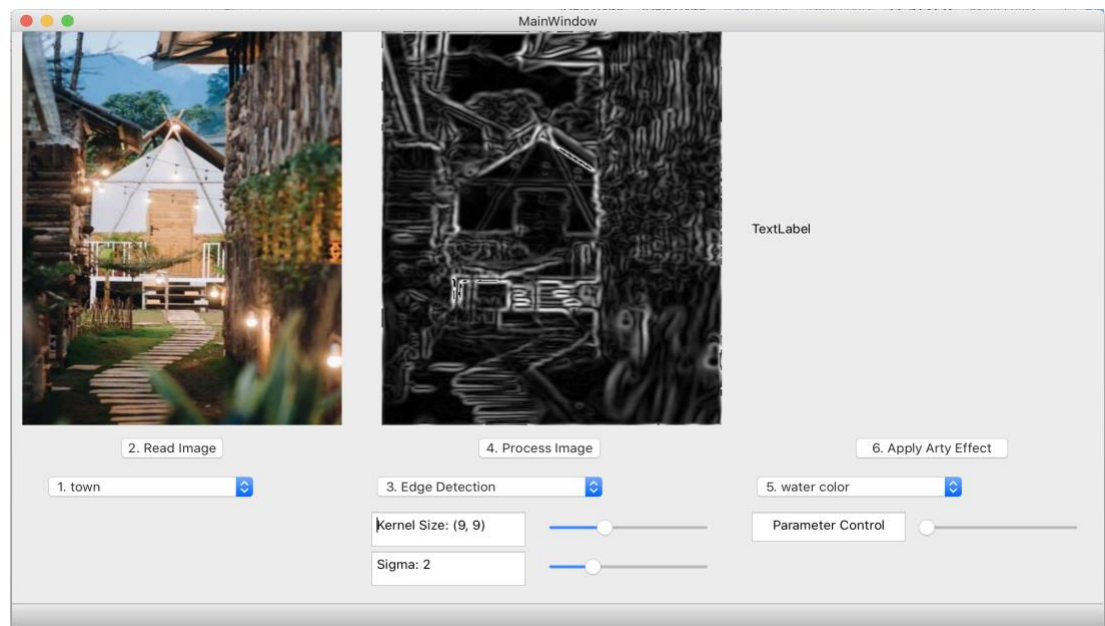 MainWindow
TextLabel
2. Read Image
4. Process Image
6. Apply Arty Effect
1. town
3. Edge Detection
5. water color
Kernel Size: (9, 9)
Parameter Control
Sigma: 2